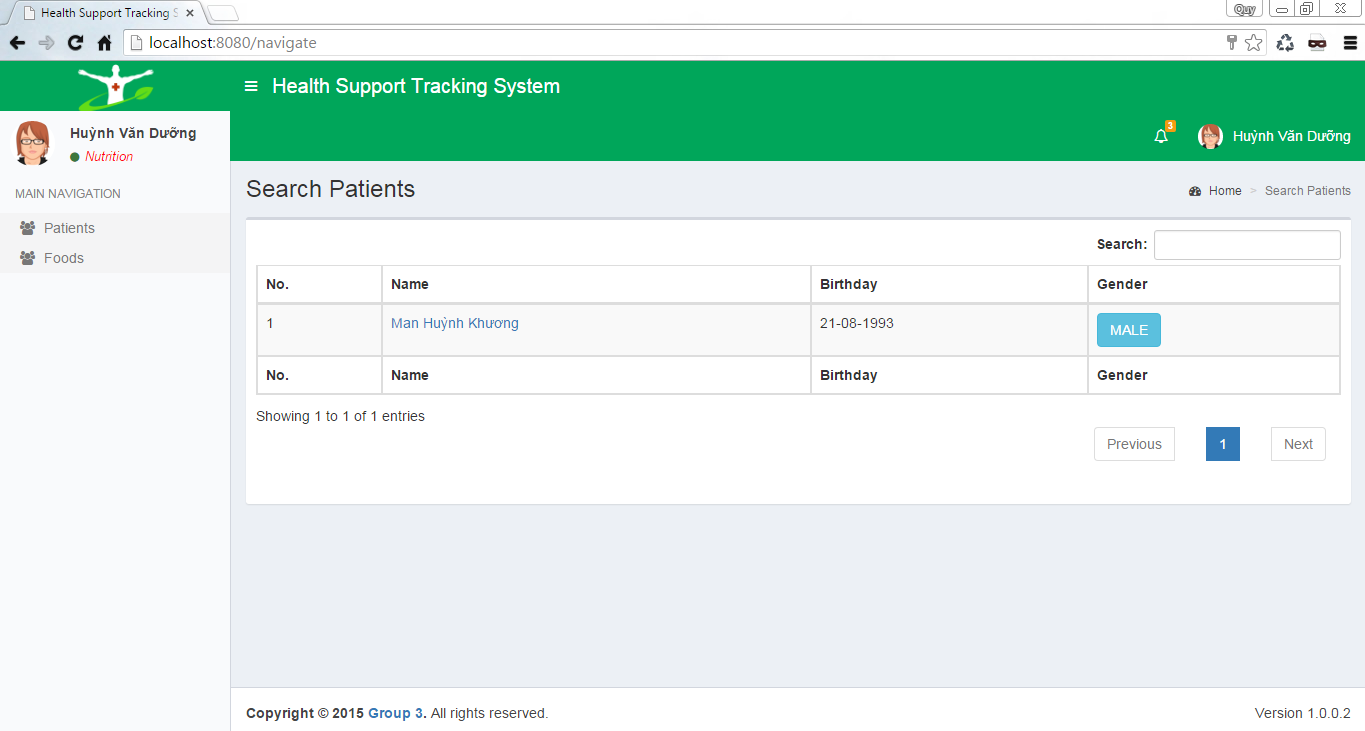 Health Support Tracking S
Quy
localhost:8080/navigate
Health Support Tracking System
3
Huỳnh Văn Dưỡng
Huỳnh Văn Dưỡng
Nutrition
MAIN NAVIGATION
Patients
Foods
Search Patients
Home > Search Patients
Search:
No. Name Birthday Gender
1 Man Huỳnh Khương 21-08-1993 MALE
No. Name Birthday Gender
Showing 1 to 1 of 1 entries
Previous 1 Next
Copyright © 2015 Group 3. All rights reserved.
Version 1.0.0.2